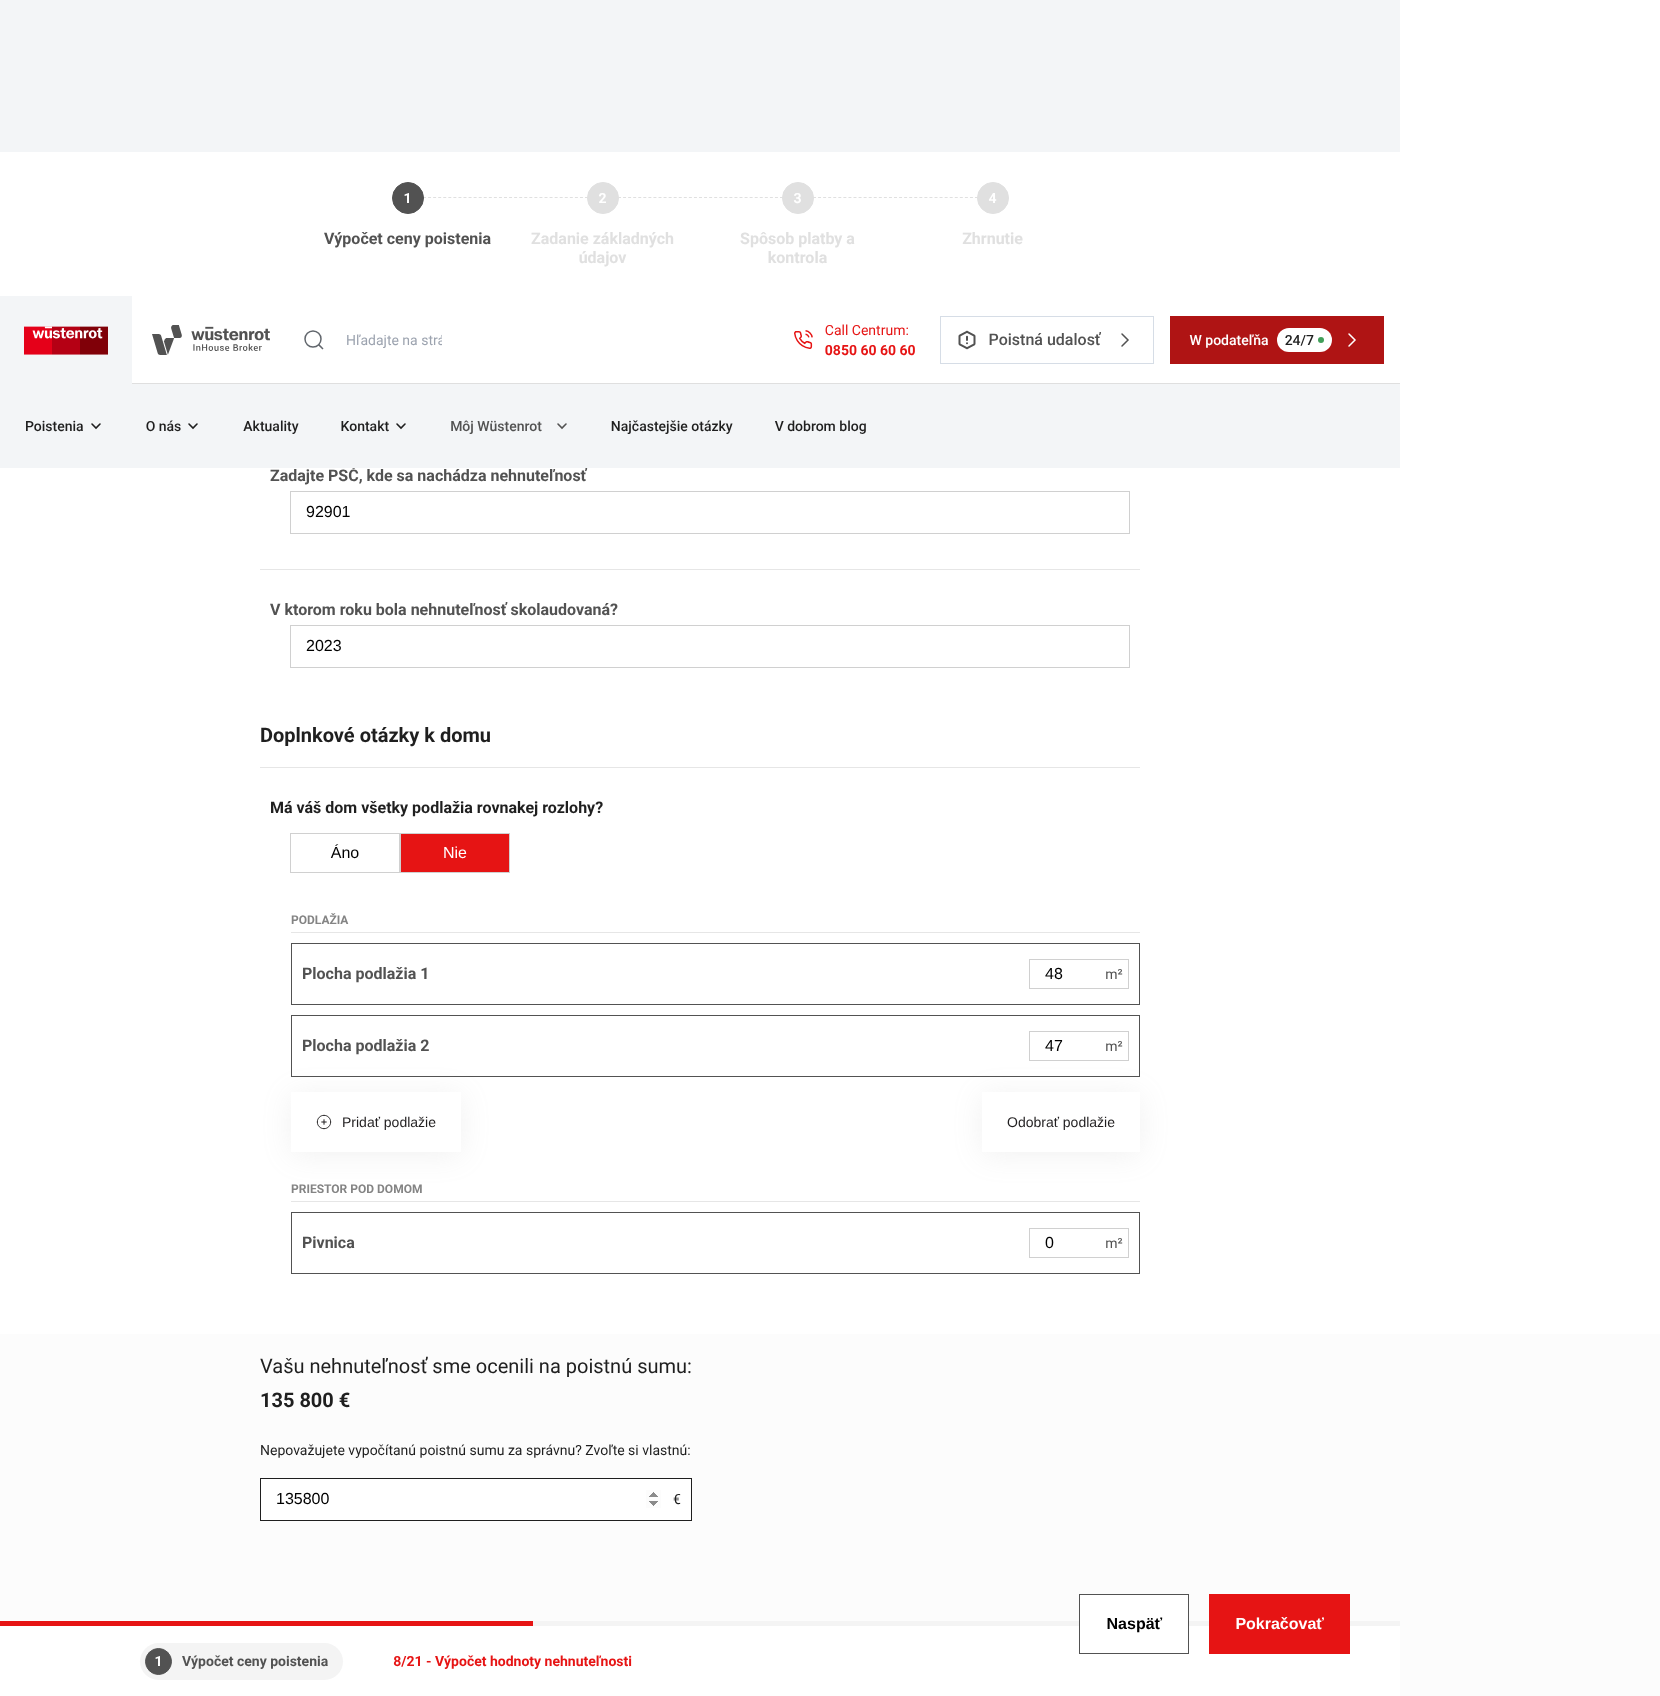 1
2
3
4
Výpočet ceny poistenia
Zadanie základných
údajov
Spôsob platby a
kontrola
Zhrnutie
wüstenrot
wüstenrot
InHouse Broker
Hľadajte na strá
Call Centrum:
0850 60 60 60
Poistná udalosť
W podateľňa
24/7
Poistenia
O nás
Aktuality
Kontakt
Môj Wüstenrot
Najčastejšie otázky
V dobrom blog
Zadajte PSČ, kde sa nachádza nehnuteľnosť
92901
V ktorom roku bola nehnuteľnosť skolaudovaná?
2023
Doplnkové otázky k domu
Má váš dom všetky podlažia rovnakej rozlohy?
Áno
Nie
PODLAŽIA
Plocha podlažia 1
48 m²
Plocha podlažia 2
47 m²
Pridať podlažie
Odobrať podlažie
PRIESTOR POD DOMOM
Pivnica
0 m²
Vašu nehnuteľnosť sme ocenili na poistnú sumu:
135 800 €
Nepovažujete vypočítanú poistnú sumu za správnu? Zvoľte si vlastnú:
135800 €
Naspäť
Pokračovať
1 Výpočet ceny poistenia
8/21 - Výpočet hodnoty nehnuteľnosti